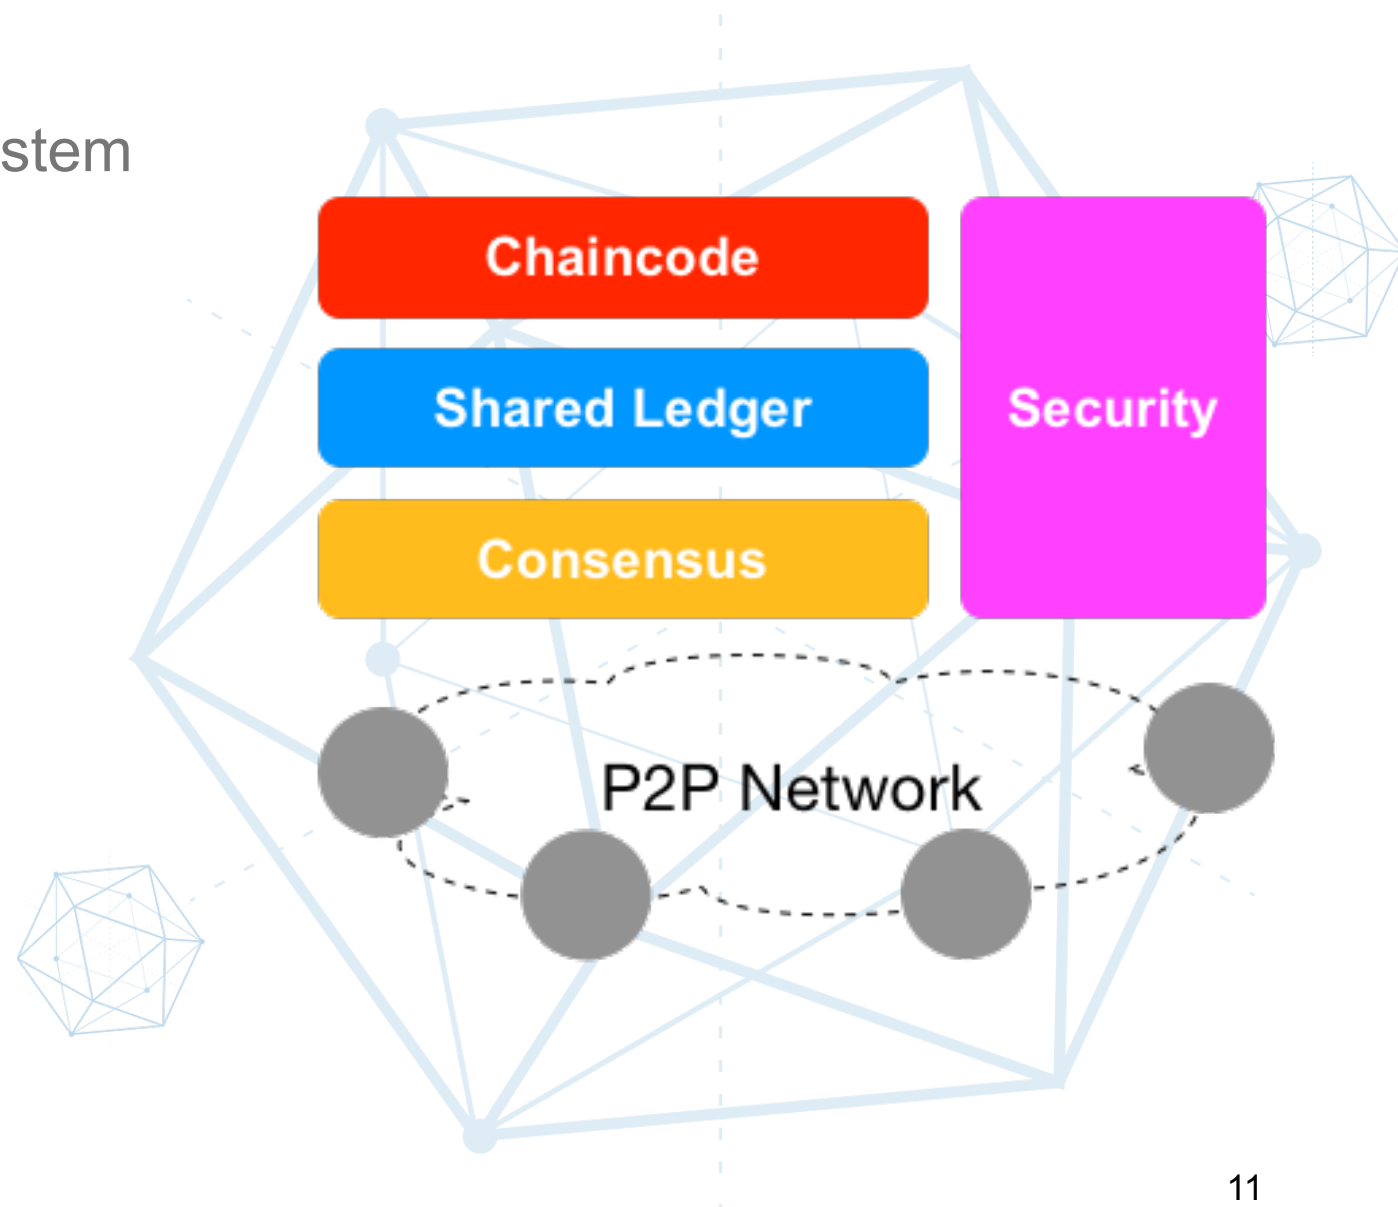 stem
Chaincode
Shared Ledger
Security
Consensus
P2P Network
11